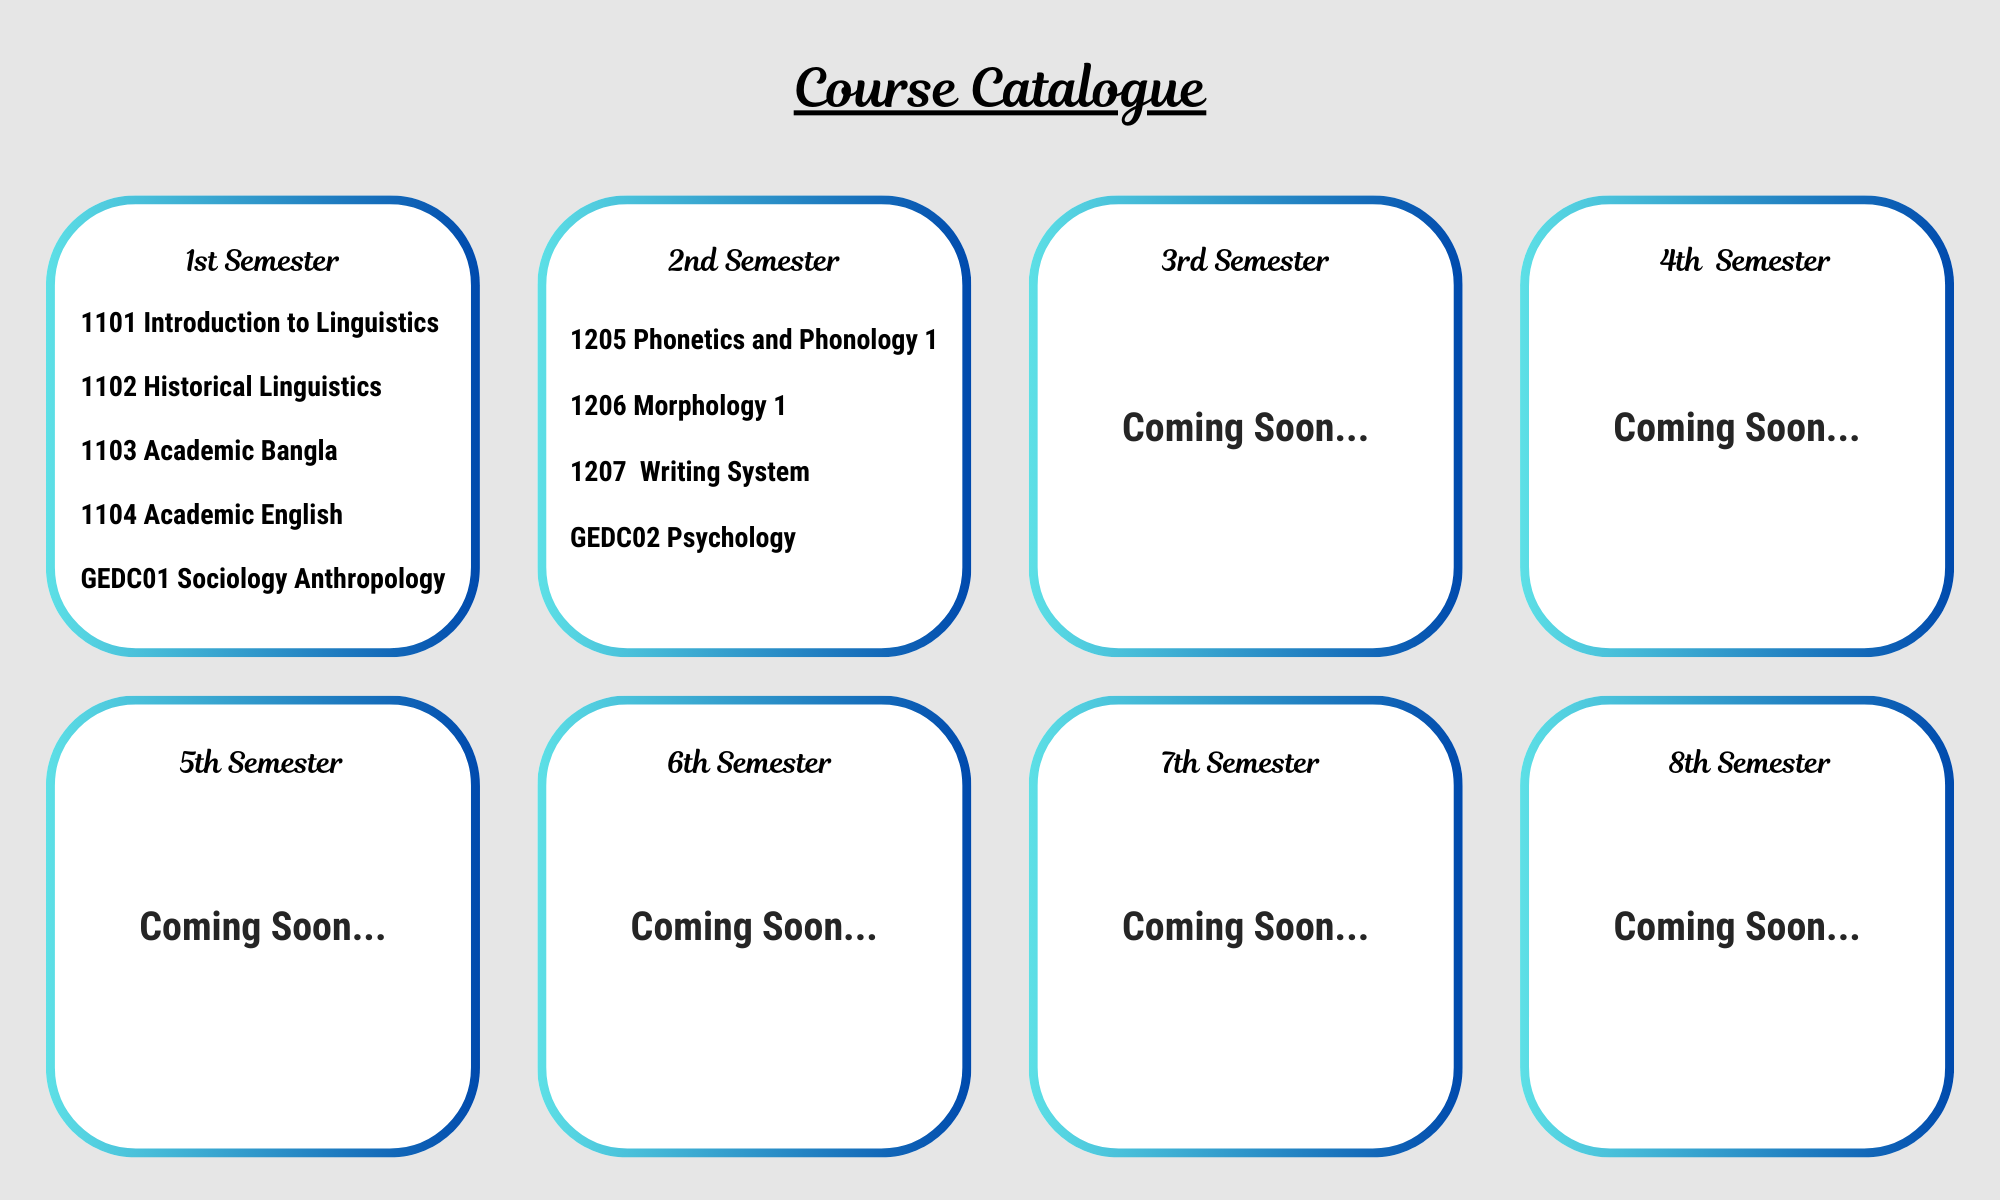 Course Catalogue
1st Semester
1101 Introduction to Linguistics
1102 Historical Linguistics
1103 Academic Bangla
1104 Academic English
GEDC01 Sociology Anthropology
2nd Semester
1205 Phonetics and Phonology 1
1206 Morphology 1
1207  Writing System
GEDC02 Psychology
3rd Semester
Coming Soon...
4th  Semester
Coming Soon...
5th Semester
Coming Soon...
6th Semester
Coming Soon...
7th Semester
Coming Soon...
8th Semester
Coming Soon...